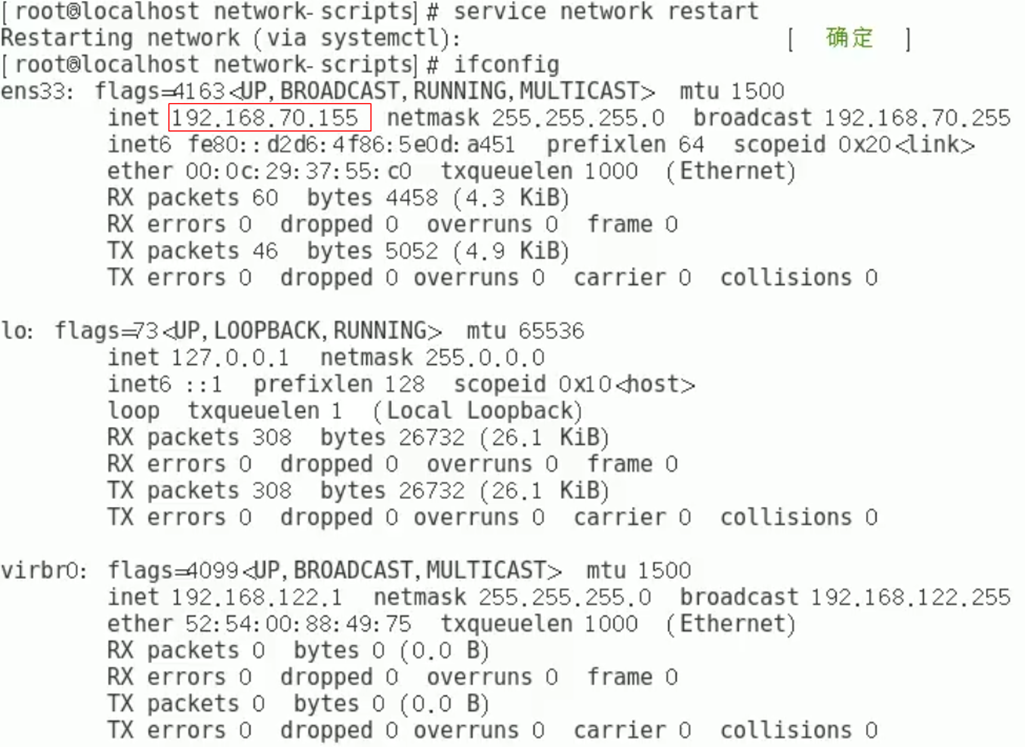 [root@localhost network-scripts]# service network restart
Restarting network (via systemctl):                        [  确定  ]
[root@localhost network-scripts]# ifconfig
ens33: flags=4163<UP,BROADCAST,RUNNING,MULTICAST>  mtu 1500
        inet 192.168.70.155  netmask 255.255.255.0  broadcast 192.168.70.255
        inet6 fe80::d2d6:4f86:5e0d:a451  prefixlen 64  scopeid 0x20<link>
        ether 00:0c:29:37:55:c0  txqueuelen 1000  (Ethernet)
        RX packets 60  bytes 4458 (4.3 KiB)
        RX errors 0  dropped 0  overruns 0  frame 0
        TX packets 46  bytes 5052 (4.9 KiB)
        TX errors 0  dropped 0 overruns 0  carrier 0  collisions 0

lo: flags=73<UP,LOOPBACK,RUNNING>  mtu 65536
        inet 127.0.0.1  netmask 255.0.0.0
        inet6 ::1  prefixlen 128  scopeid 0x10<host>
        loop  txqueuelen 1  (Local Loopback)
        RX packets 308  bytes 26732 (26.1 KiB)
        RX errors 0  dropped 0  overruns 0  frame 0
        TX packets 308  bytes 26732 (26.1 KiB)
        TX errors 0  dropped 0 overruns 0  carrier 0  collisions 0

virbr0: flags=4099<UP,BROADCAST,MULTICAST>  mtu 1500
        inet 192.168.122.1  netmask 255.255.255.0  broadcast 192.168.122.255
        ether 52:54:00:88:49:75  txqueuelen 1000  (Ethernet)
        RX packets 0  bytes 0 (0.0 B)
        RX errors 0  dropped 0  overruns 0  frame 0
        TX packets 0  bytes 0 (0.0 B)
        TX errors 0  dropped 0 overruns 0  carrier 0  collisions 0